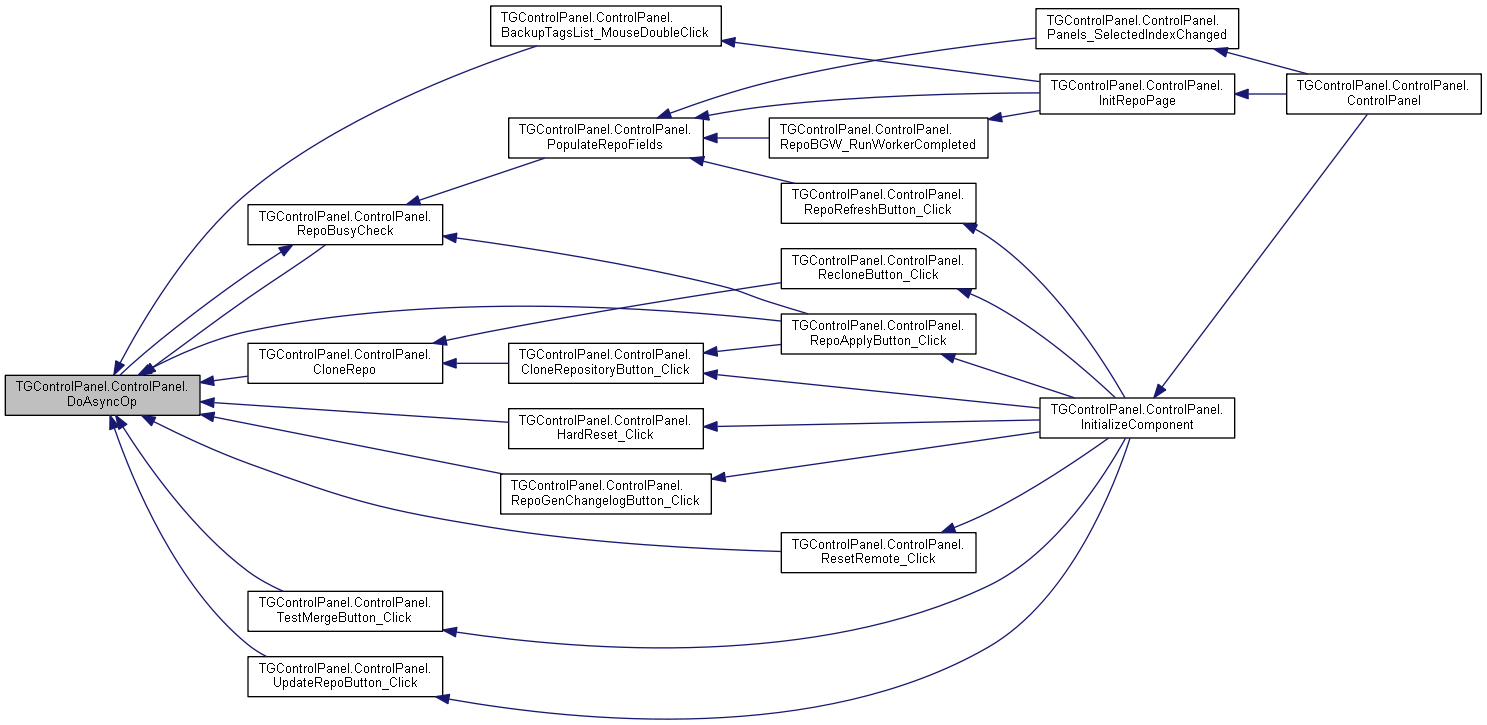 TGControlPanel.ControlPanel.
BackupTagsList_MouseDoubleClick
TGControlPanel.ControlPanel.
Panels_SelectedIndexChanged
TGControlPanel.ControlPanel.
InitRepoPage
TGControlPanel.ControlPanel.
ControlPanel
TGControlPanel.ControlPanel.
PopulateRepoFields
TGControlPanel.ControlPanel.
RepoBGW_RunWorkerCompleted
TGControlPanel.ControlPanel.
RepoRefreshButton_Click
TGControlPanel.ControlPanel.
RepoBusyCheck
TGControlPanel.ControlPanel.
RecloneButton_Click
TGControlPanel.ControlPanel.
RepoApplyButton_Click
TGControlPanel.ControlPanel.
CloneRepo
TGControlPanel.ControlPanel.
CloneRepositoryButton_Click
TGControlPanel.ControlPanel.
DoAsyncOp
TGControlPanel.ControlPanel.
HardReset_Click
TGControlPanel.ControlPanel.
InitializeComponent
TGControlPanel.ControlPanel.
RepoGenChangelogButton_Click
TGControlPanel.ControlPanel.
ResetRemote_Click
TGControlPanel.ControlPanel.
TestMergeButton_Click
TGControlPanel.ControlPanel.
UpdateRepoButton_Click